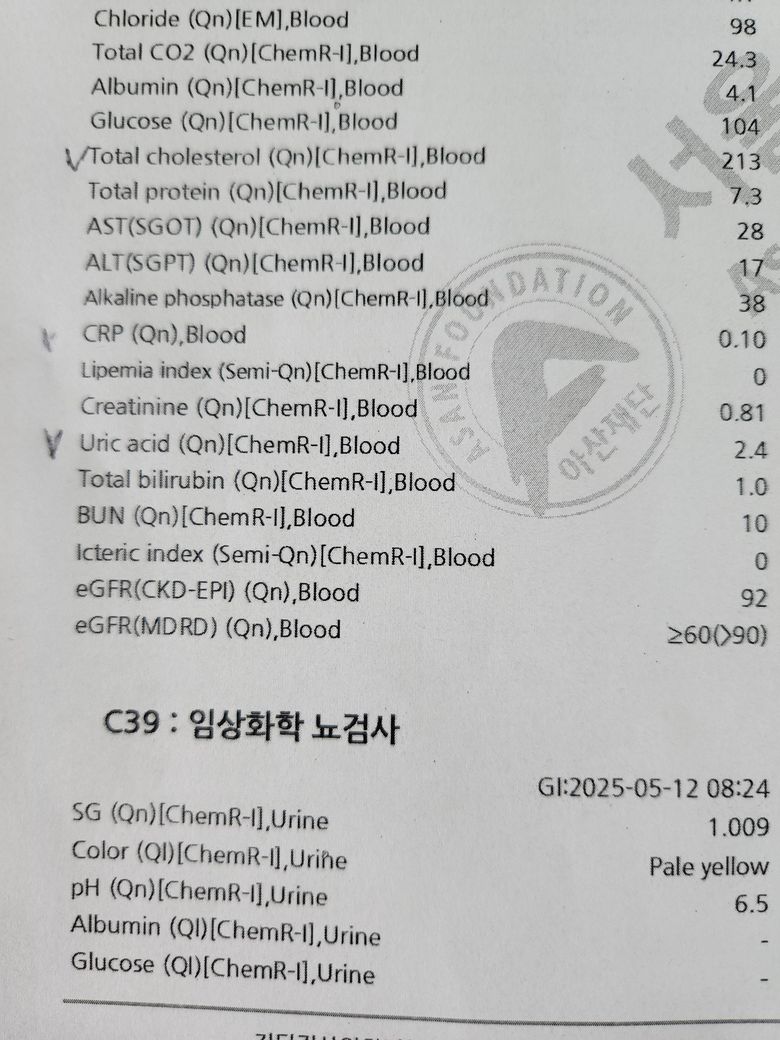 Chloride (Qn)[EM],Blood 98
Total CO2 (Qn)[ChemR-I],Blood 24.3
Albumin (Qn)[ChemR-I],Blood 4.1
Glucose (Qn)[ChemR-I],Blood 104
Total cholesterol (Qn)[ChemR-I],Blood 213
Total protein (Qn)[ChemR-I],Blood 7.3
AST(SGOT) (Qn)[ChemR-I],Blood 28
ALT(SGPT) (Qn)[ChemR-I],Blood 17
Alkaline phosphatase (Qn)[ChemR-I],Blood 38
CRP (Qn),Blood 0.10
Lipemia index (Semi-Qn)[ChemR-I],Blood 0
Creatinine (Qn)[ChemR-I],Blood 0.81
Uric acid (Qn)[ChemR-I],Blood 2.4
Total bilirubin (Qn)[ChemR-I],Blood 1.0
BUN (Qn)[ChemR-I],Blood 10
Icteric index (Semi-Qn)[ChemR-I],Blood 0
eGFR(CKD-EPI) (Qn),Blood 92
eGFR(MDRD) (Qn),Blood ≥60(>90)
ASAN FOUNDATION
아산재단
서울
C39 : 임상화학 뇨검사
GI:2025-05-12 08:24
SG (Qn)[ChemR-I],Urine 1.009
Color (Ql)[ChemR-I],Urine Pale yellow
pH (Qn)[ChemR-I],Urine 6.5
Albumin (Ql)[ChemR-I],Urine -
Glucose (Ql)[ChemR-I],Urine -